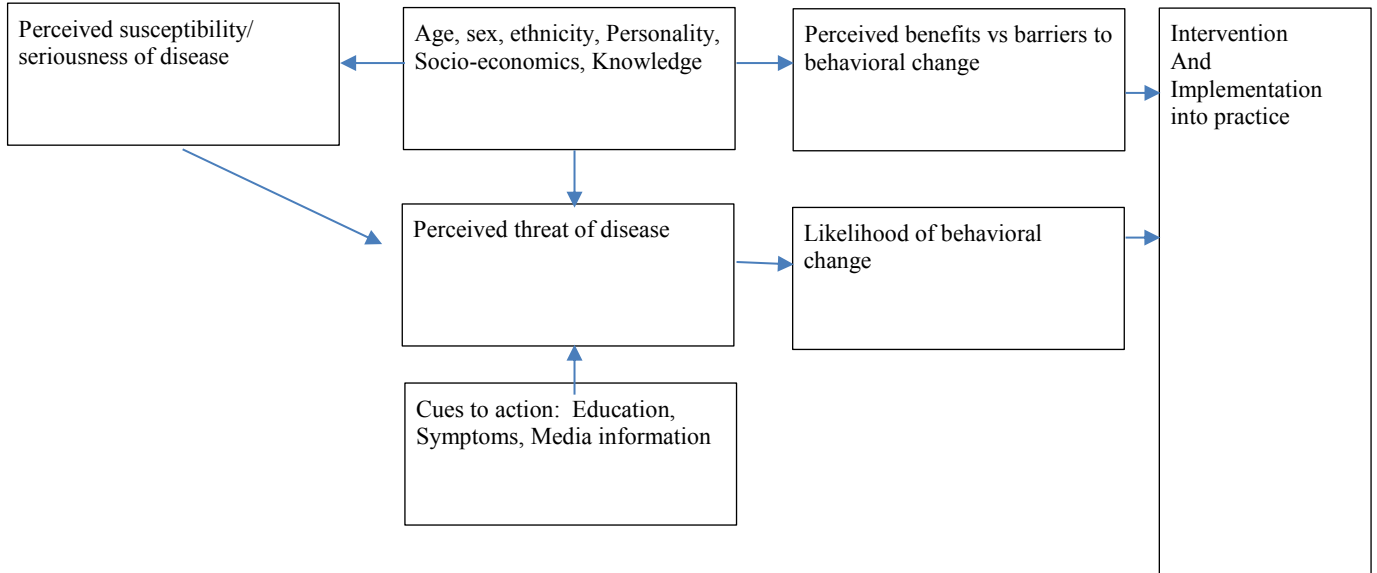 Perceived susceptibility/
seriousness of disease
Age, sex, ethnicity, Personality,
Socio-economics, Knowledge
Perceived benefits vs barriers to
behavioral change
Intervention
And
Implementation
into practice
Perceived threat of disease
Likelihood of behavioral
change
Cues to action:  Education,
Symptoms, Media information